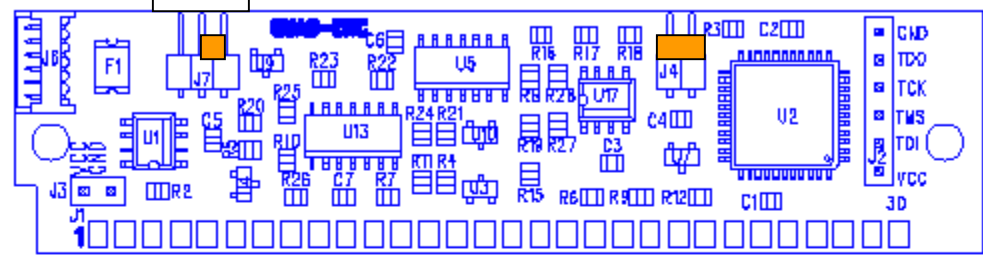 R3 C2 GND
J6 C6 R16 R17 R18 TDO
F1 J7 R23 R22 U5 J4 TCK
R25 U17
R20 R24 R21 C4 U2 TMS
U1 C5 U13 R19 R27 TDI
R10 C3 J2
VCC GND R11 R4 VCC
J3 R2 R26 C7 R7 U3 R15 R6 R9 R12 C1 3D
J1
1